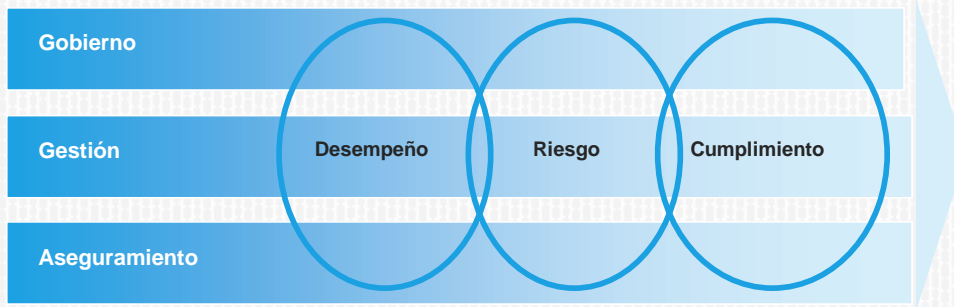 Gobierno
Gestión
Desempeño
Riesgo
Cumplimiento
Aseguramiento